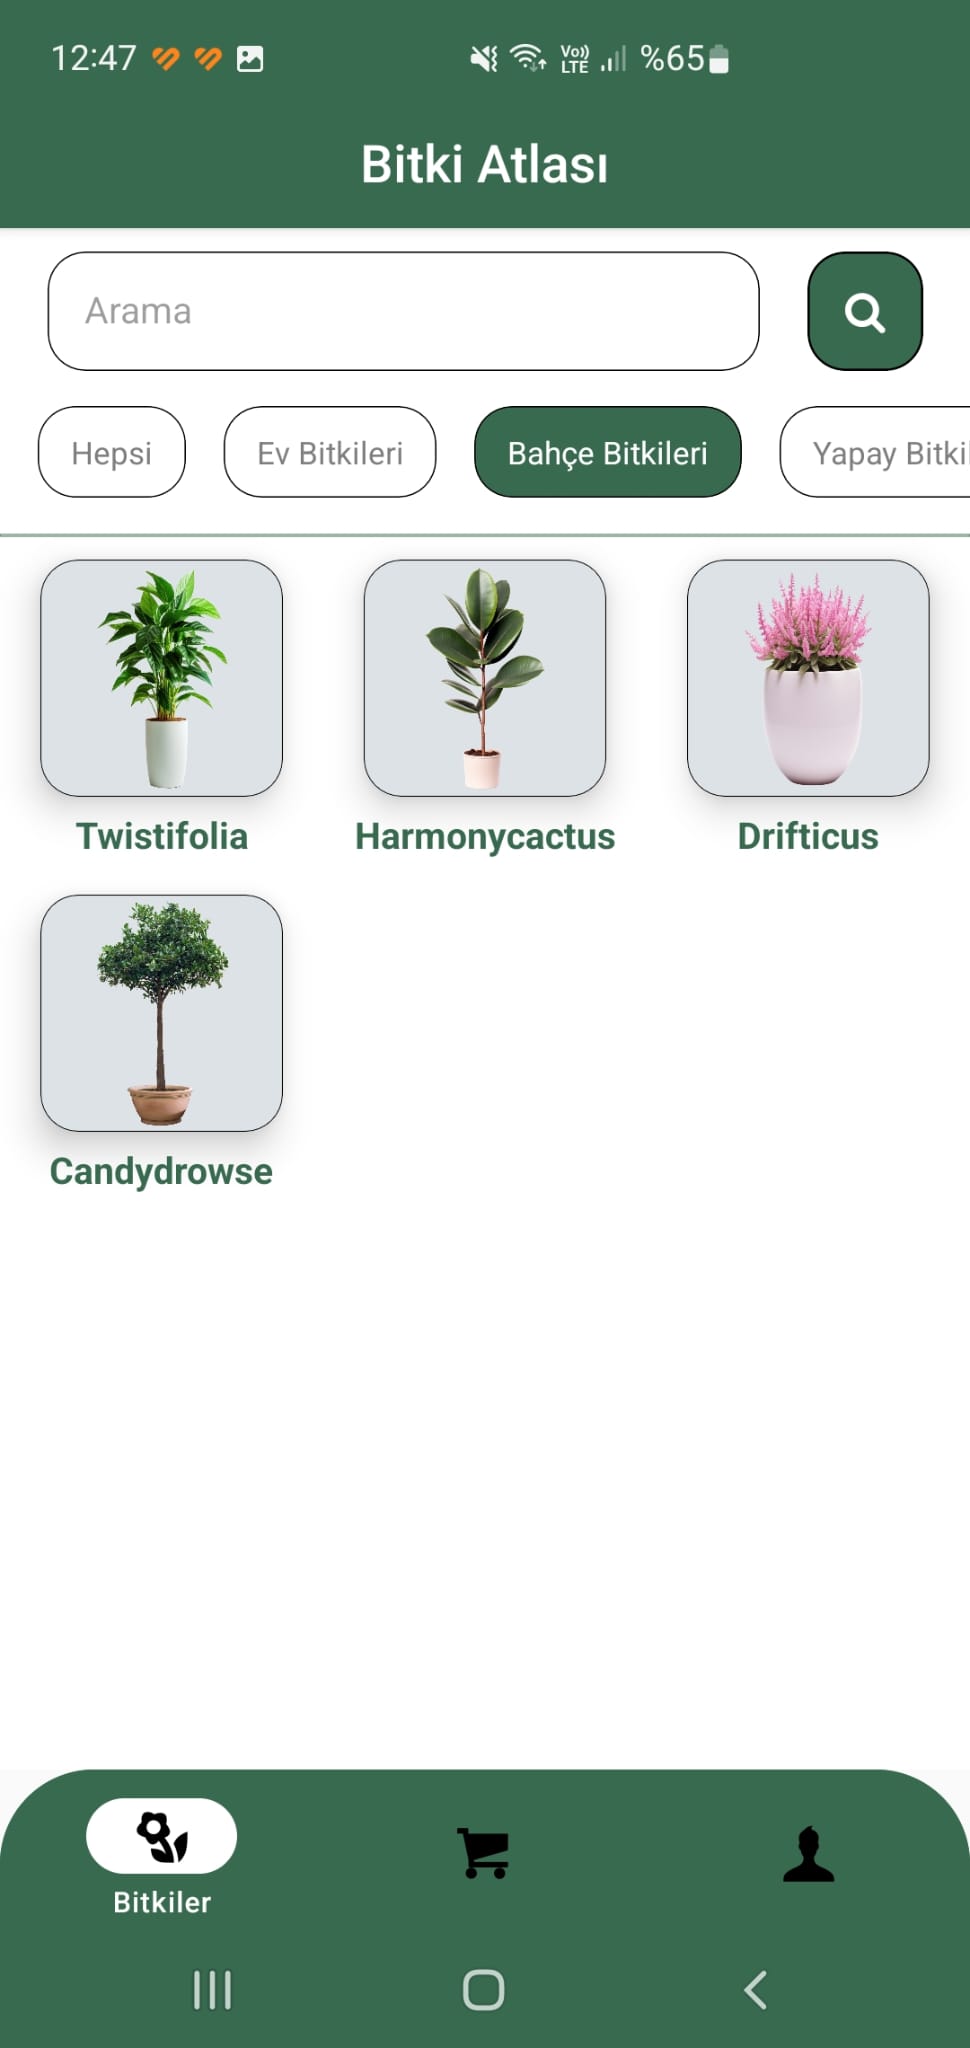 12:47 Vo)) LTE %65
Bitki Atlası
Arama
Hepsi Ev Bitkileri Bahçe Bitkileri Yapay Bitki
Twistifolia Harmonycactus Drifticus
Candydrowse
Bitkiler